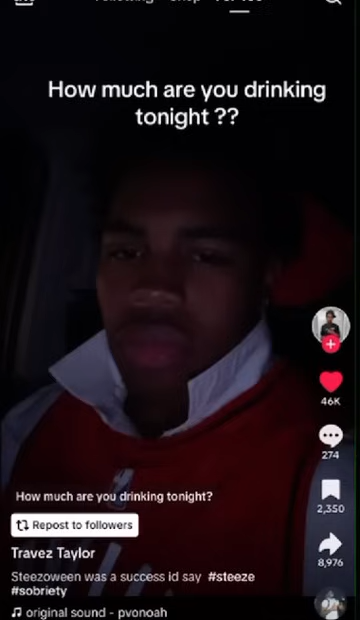 How much are you drinking
tonight ??
46K
274
2,350
8,976
How much are you drinking tonight?
Repost to followers
Travez Taylor
Steezoween was a success id say #steeze
#sobriety
original sound - pvonoah